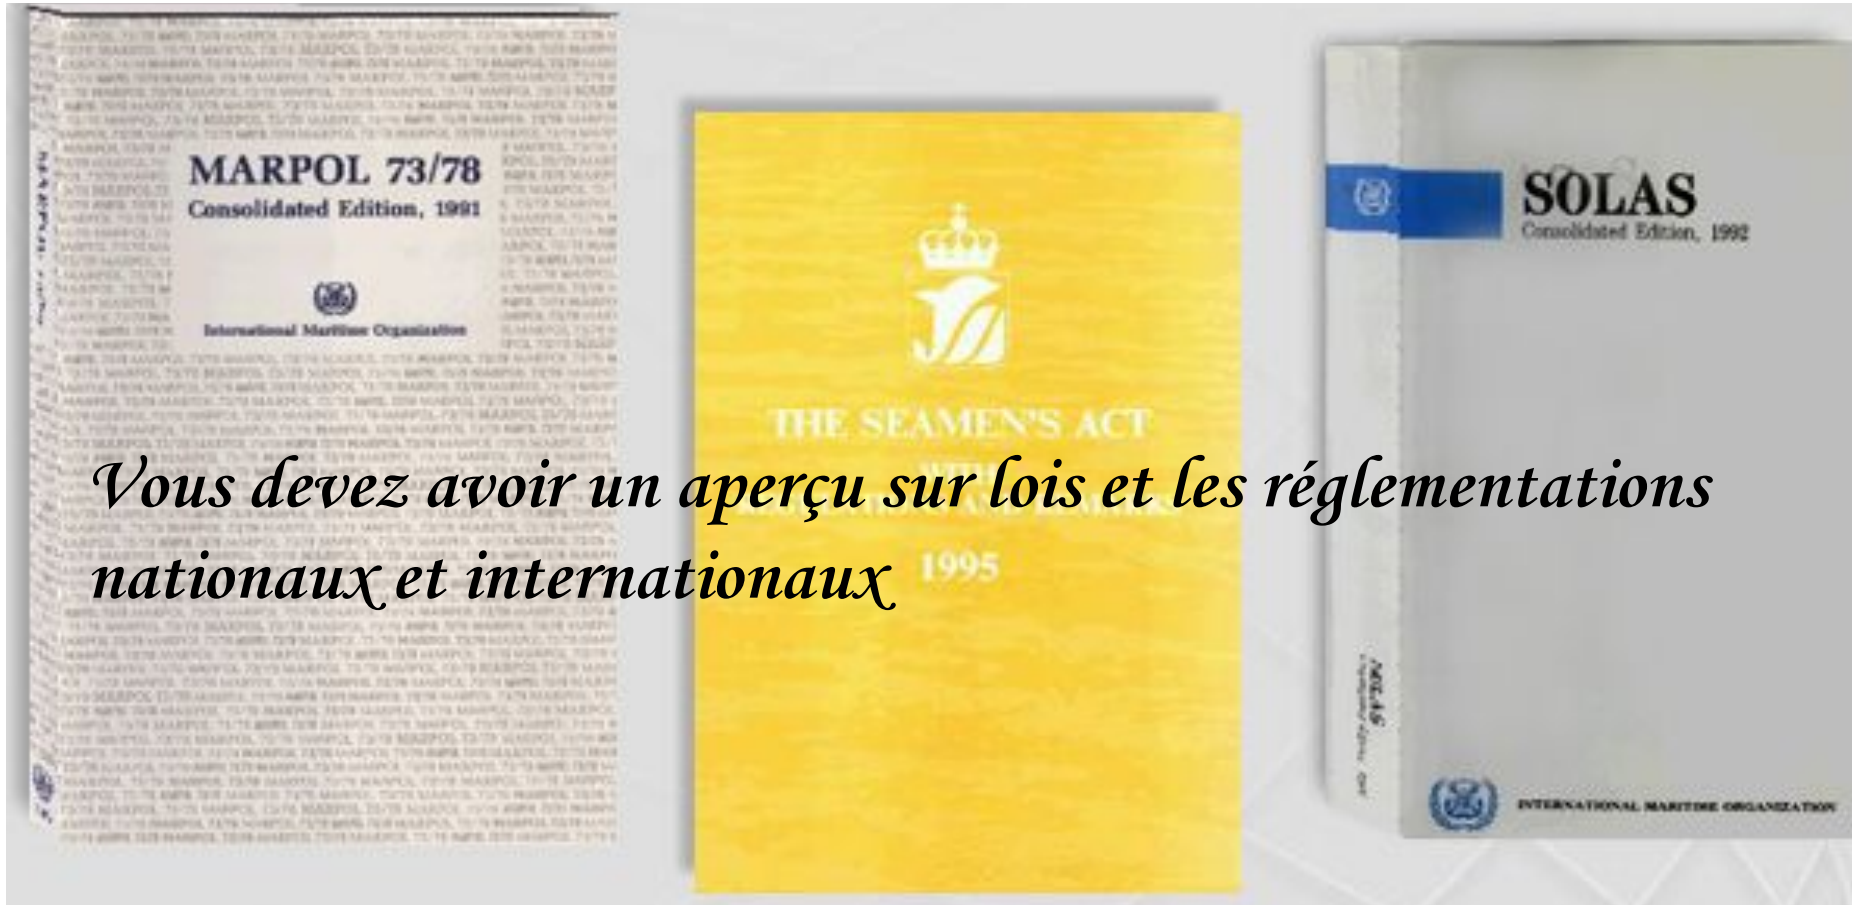 MARPOL 73/78
Consolidated Edition, 1991
International Maritime Organization
THE SEAMEN'S ACT
1995
SOLAS
Consolidated Edition, 1992
INTERNATIONAL MARITIME ORGANIZATION
Vous devez avoir un aperçu sur lois et les réglementations
nationaux et internationaux